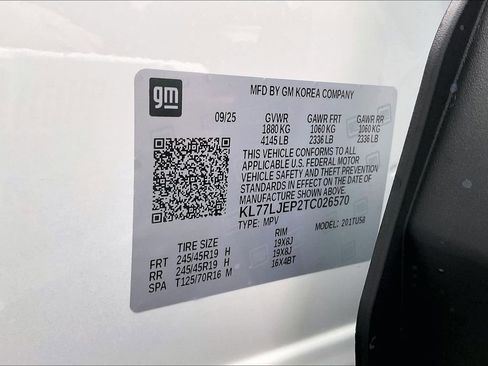 gm
MFD BY GM KOREA COMPANY
09/25 GVWR GAWR FRT GAWR RR
1880 KG 1060 KG 1060 KG
4145 LB 2336 LB 2336 LB
THIS VEHICLE CONFORMS TO ALL
APPLICABLE U.S. FEDERAL MOTOR
VEHICLE SAFETY AND THEFT PREVENTION
STANDARDS IN EFFECT ON THE DATE OF
MANUFACTURE SHOWN ABOVE.
KL77LJEP2TC026570
TYPE: MPV MODEL: 201TU58
TIRE SIZE RIM
FRT 245/45R19 H 19X8J
RR 245/45R19 H 19X8J
SPA T125/70R16 M 16X4BT